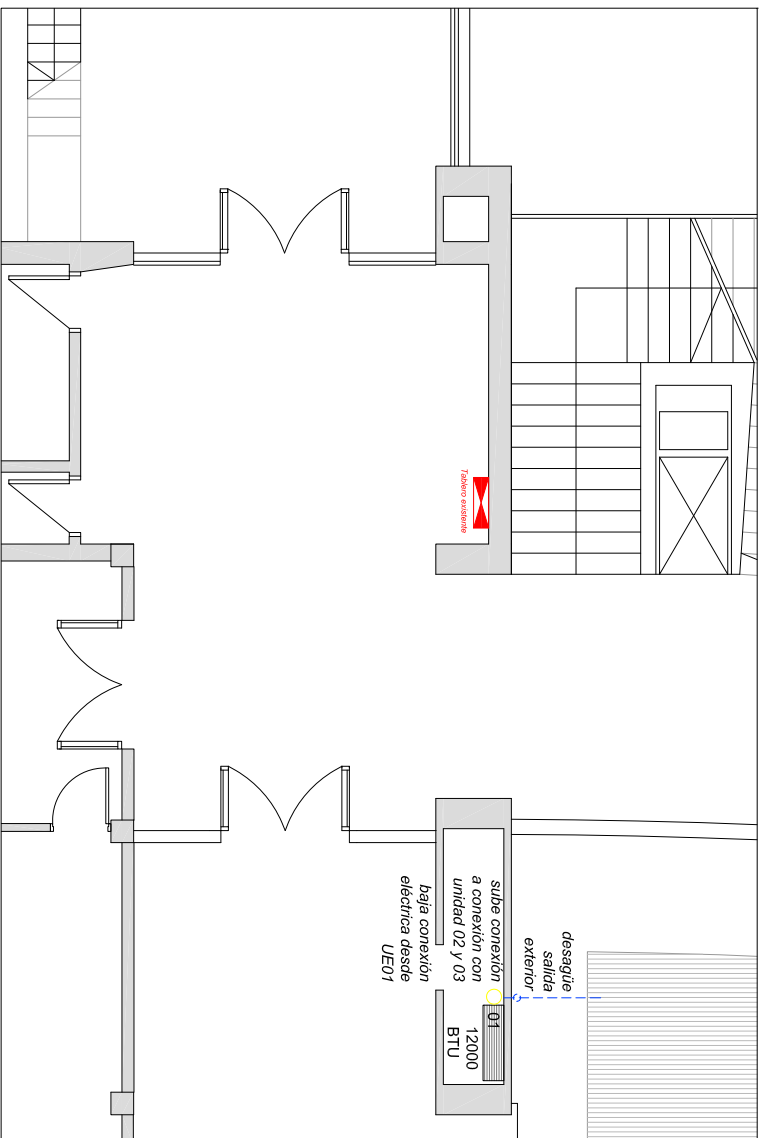 Tablero existente
desagüe
salida
exterior
sube conexión
a conexión con
unidad 02 y 03
baja conexión
eléctrica desde
UE01
01
12000
BTU